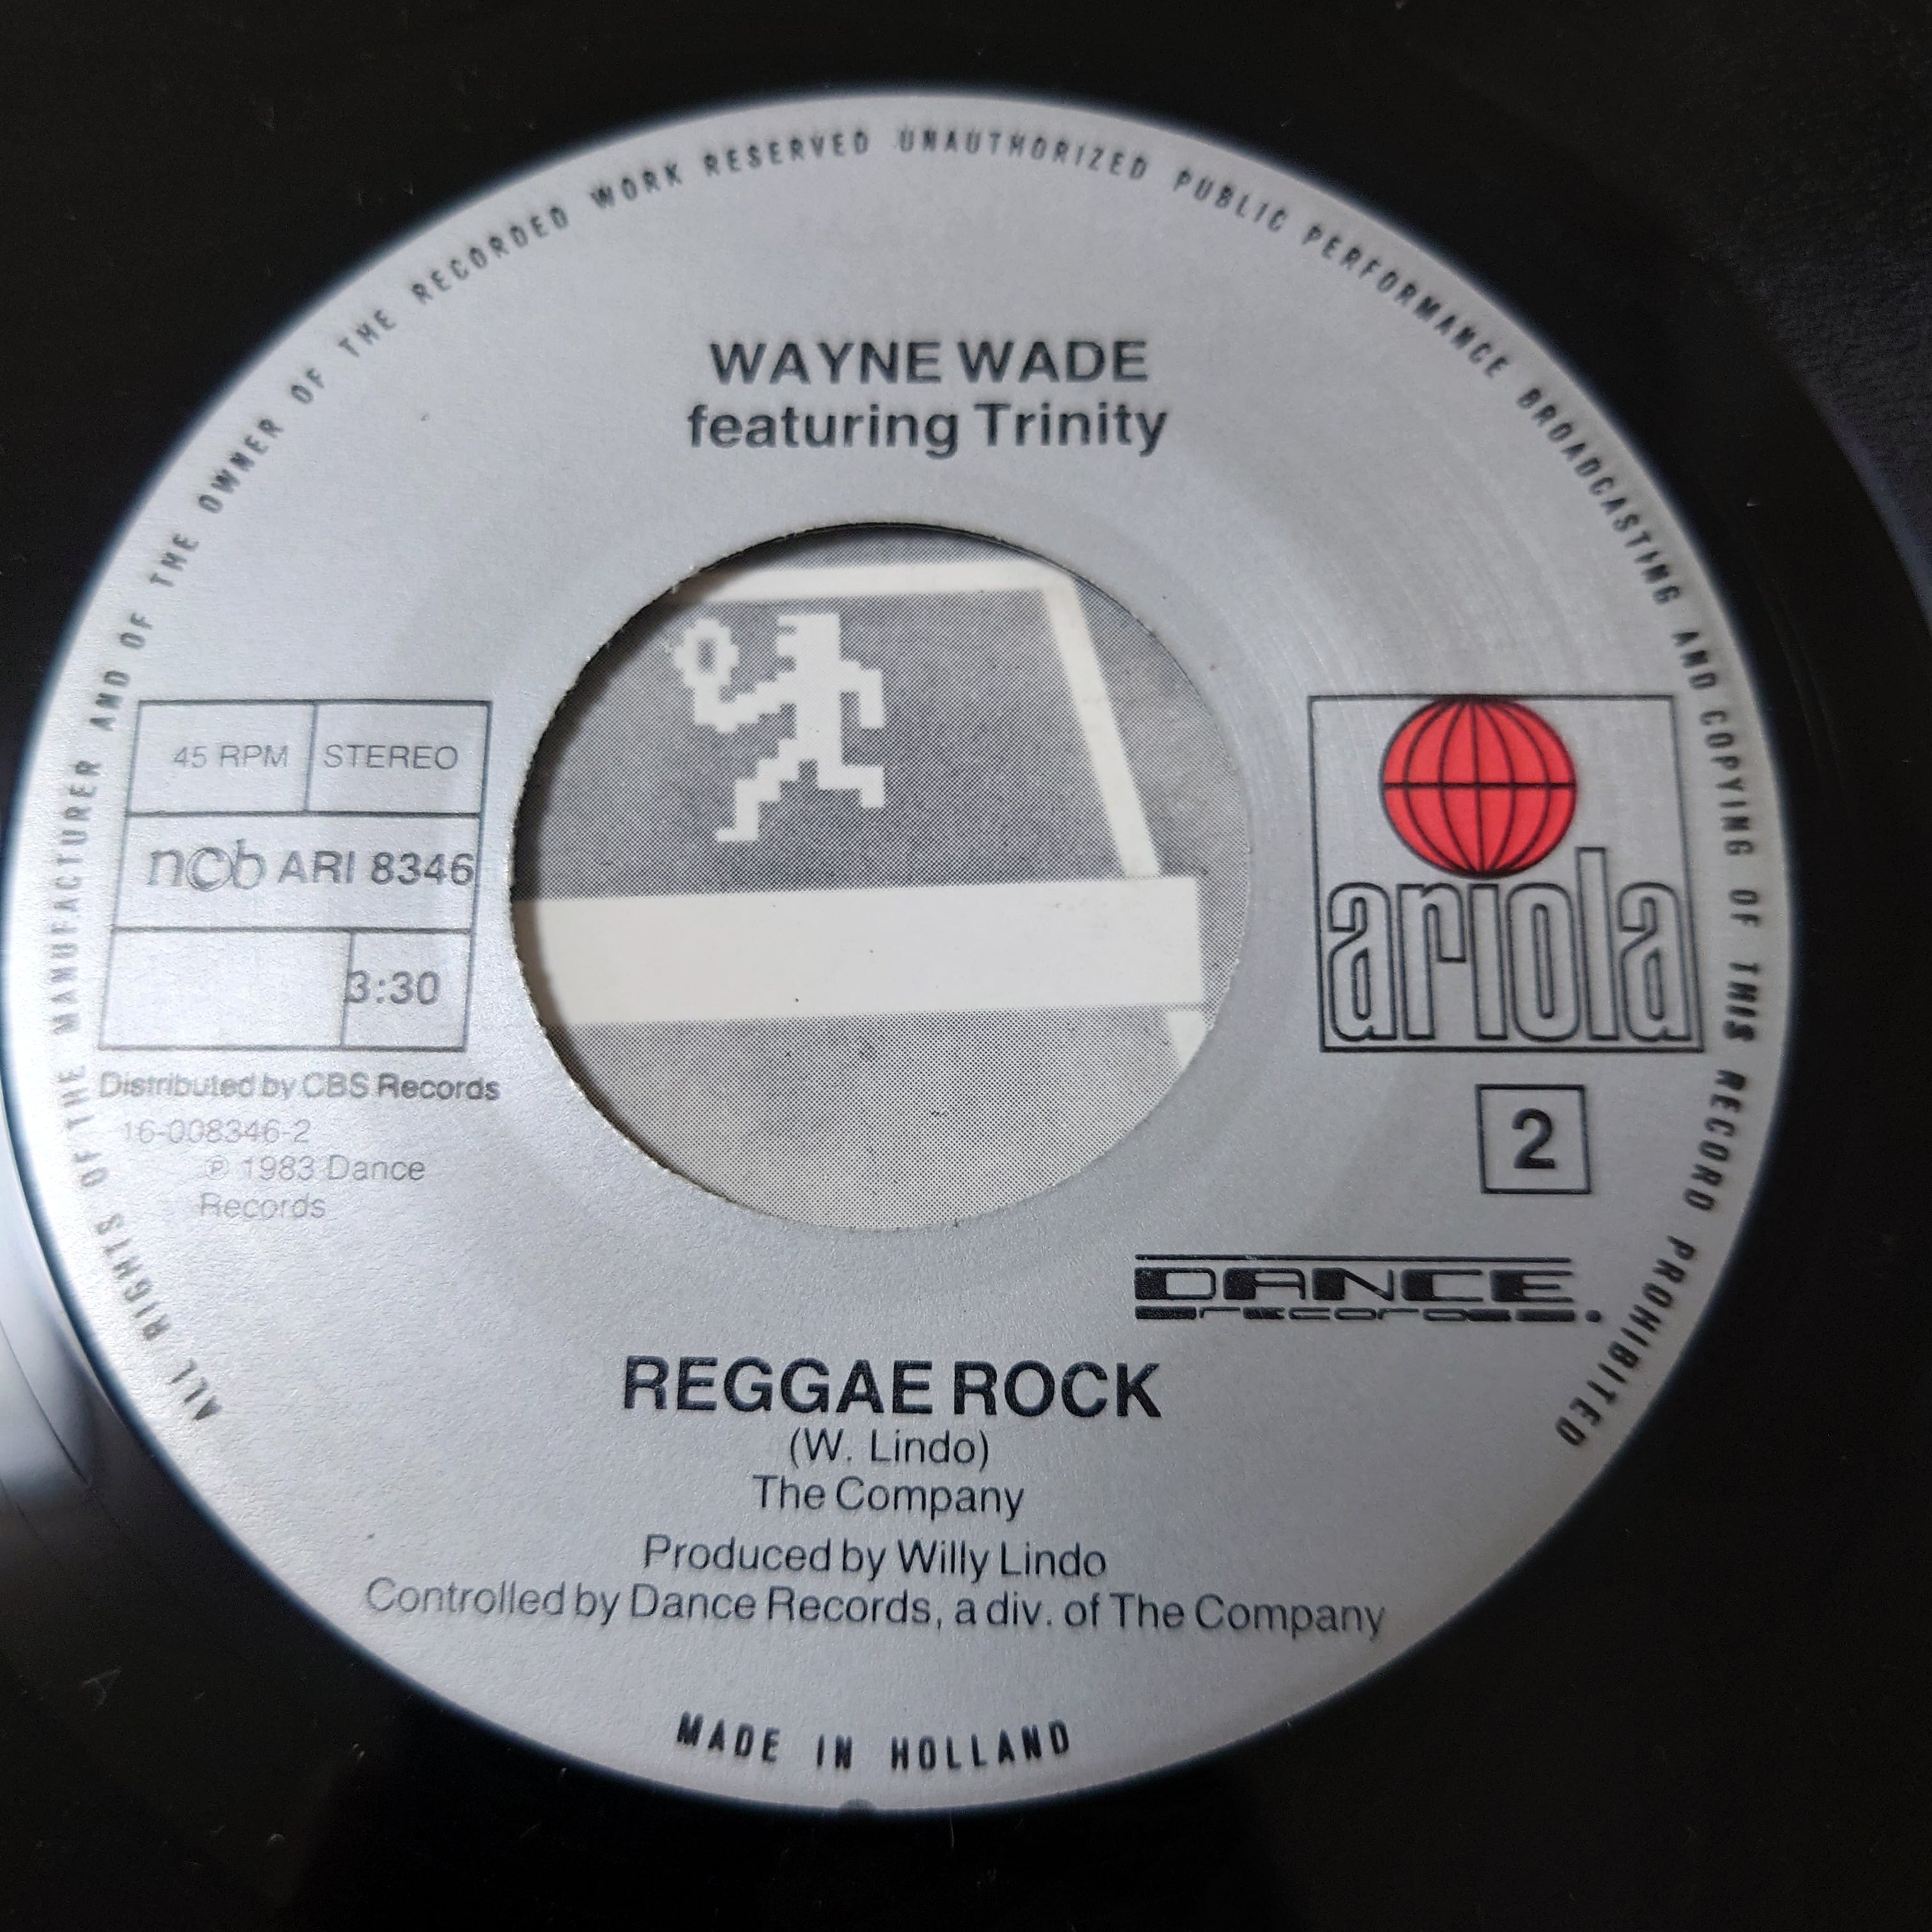 ALL RIGHTS OF THE MANUFACTURER AND OF THE OWNER OF THE RECORDED WORK RESERVED UNAUTHORIZED PUBLIC PERFORMANCE BROADCASTING AND COPYING OF THIS RECORD PROHIBITED
WAYNE WADE
featuring Trinity
45 RPM STEREO
ncb ARI 8346
3:30
Distributed by CBS Records
16-008346-2
℗ 1983 Dance
Records
ariola
2
DANCE
records.
REGGAE ROCK
(W. Lindo)
The Company
Produced by Willy Lindo
Controlled by Dance Records, a div. of The Company
MADE IN HOLLAND